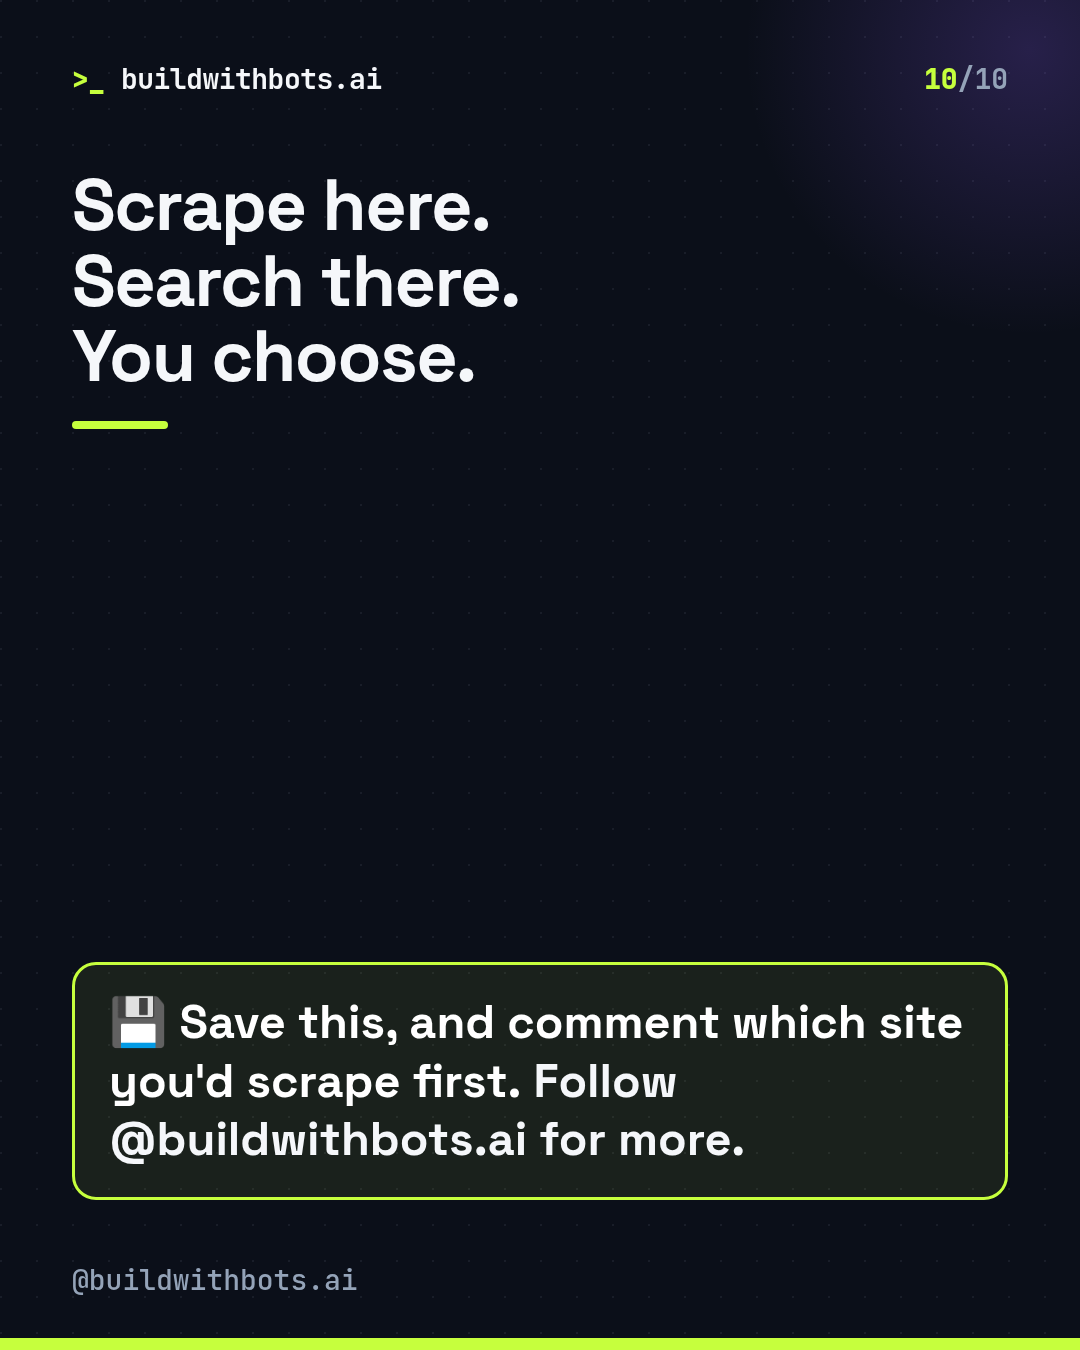 >_ buildwithbots.ai
10/10
Scrape here.
Search there.
You choose.
💾 Save this, and comment which site
you'd scrape first. Follow
@buildwithbots.ai for more.
@buildwithbots.ai